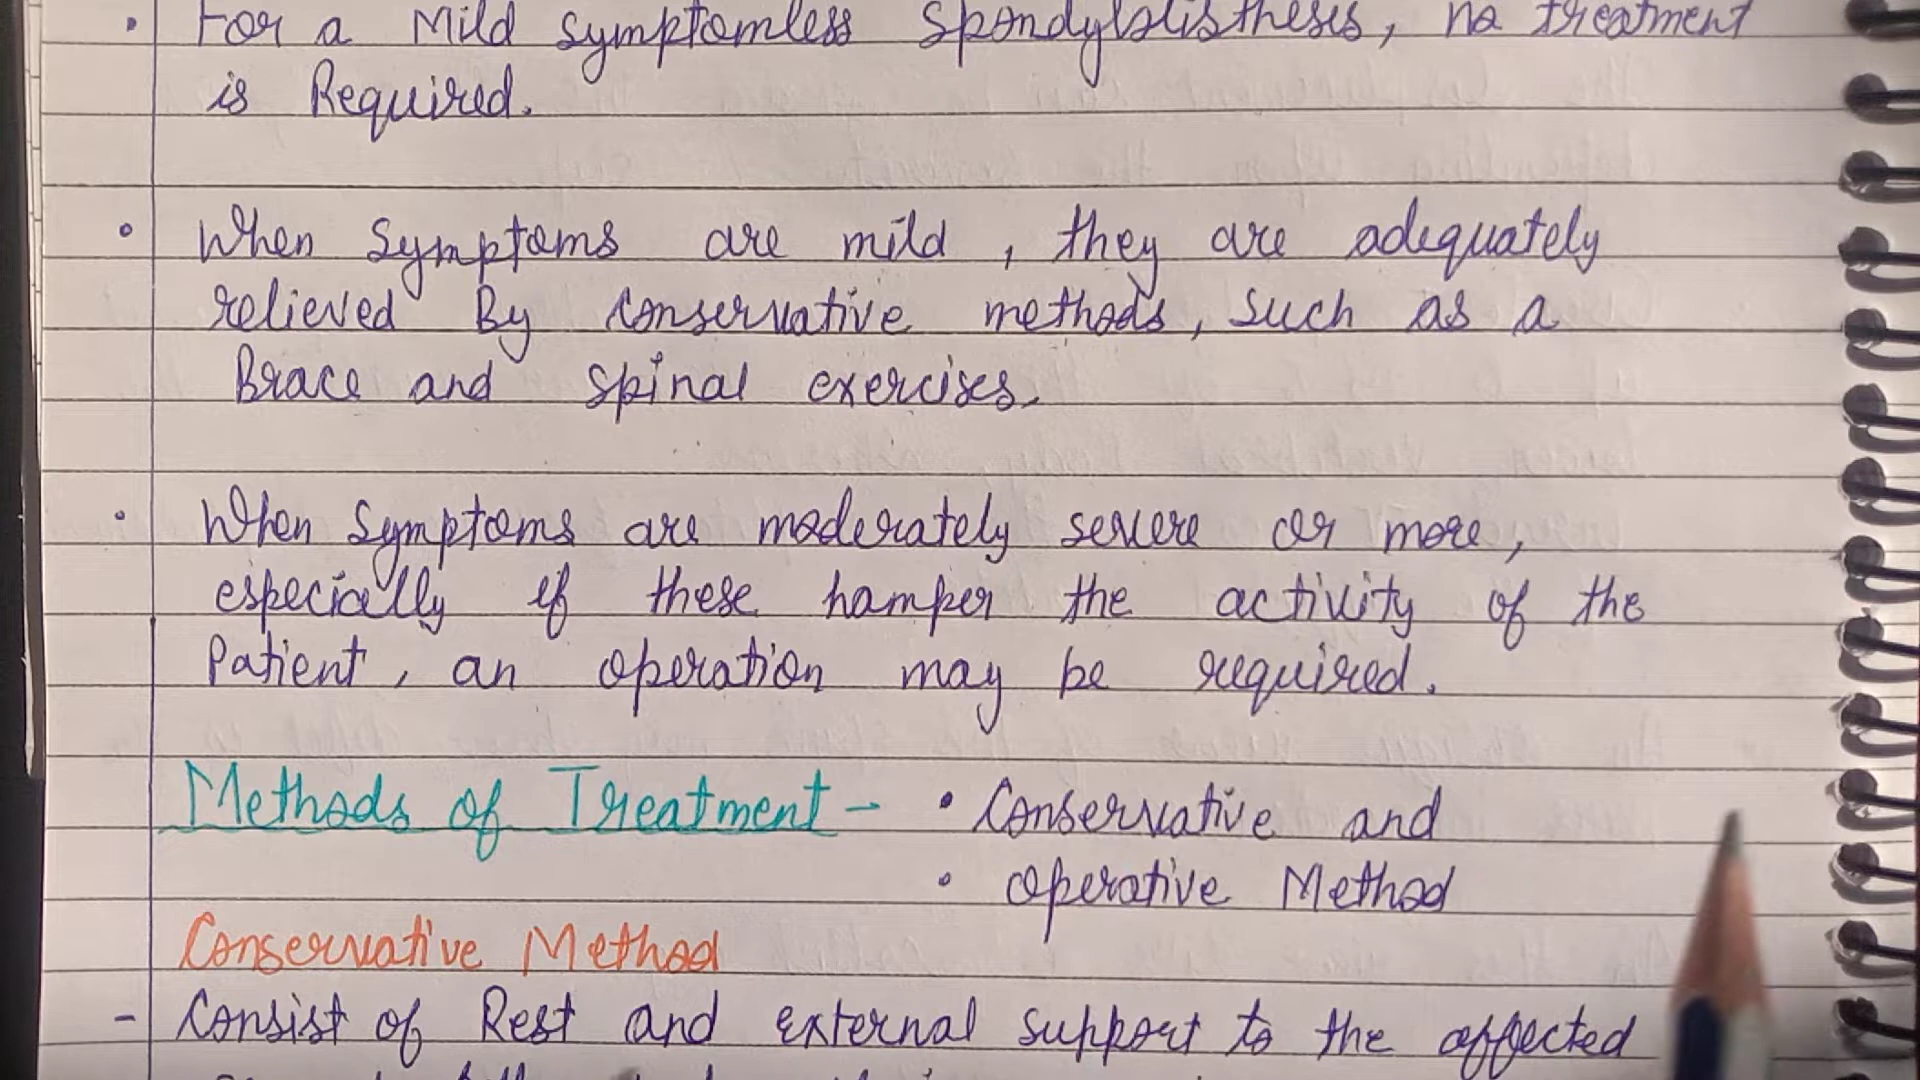 • For a Mild symptomless Spondylolistheses, no treatment
is Required.
• When Symptoms are mild, they are adequately
relieved By conservative methods, such as a
Brace and spinal exercises.
• When Symptoms are moderately severe or more,
especially if these hamper the activity of the
Patient, an operation may be required.
Methods of Treatment - • Conservative and
• Operative Method
Conservative Method
- Consist of Rest and external support to the affected